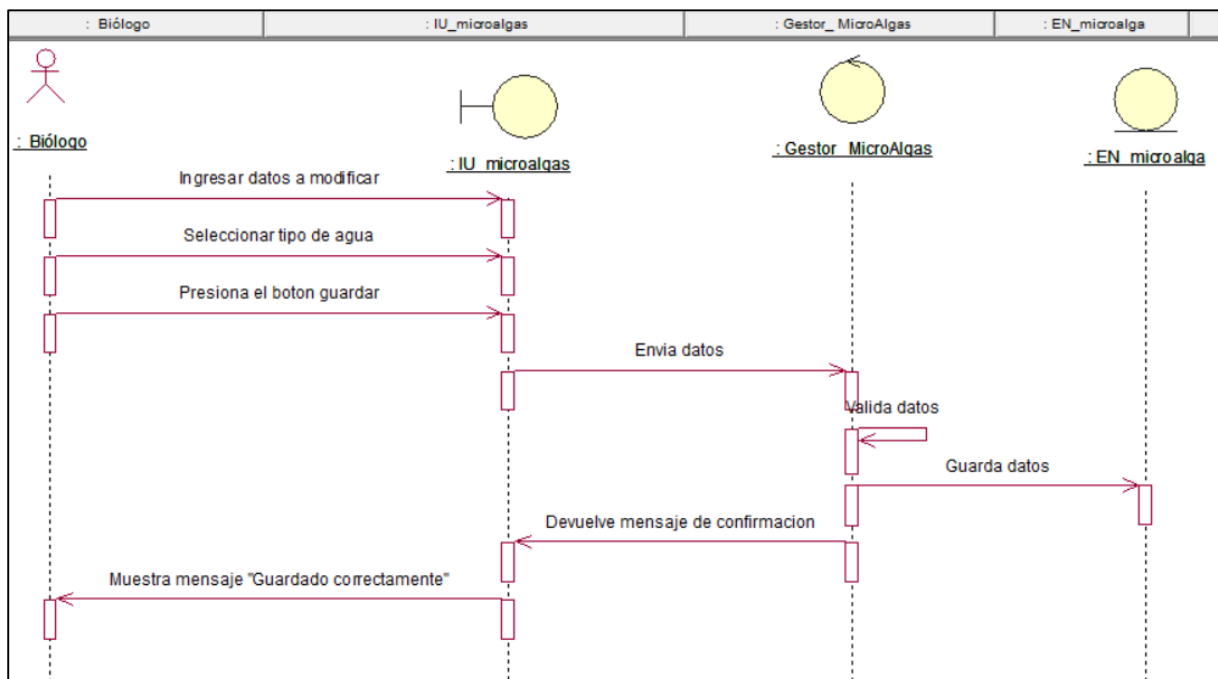 : Biólogo
: IU_microalgas
: Gestor_ MicroAlgas
: EN_microalga
: Biólogo
: IU_microalgas
: Gestor_MicroAlgas
: EN_microalga
Ingresar datos a modificar
Seleccionar tipo de agua
Presiona el boton guardar
Envia datos
Valida datos
Guarda datos
Devuelve mensaje de confirmacion
Muestra mensaje "Guardado correctamente"